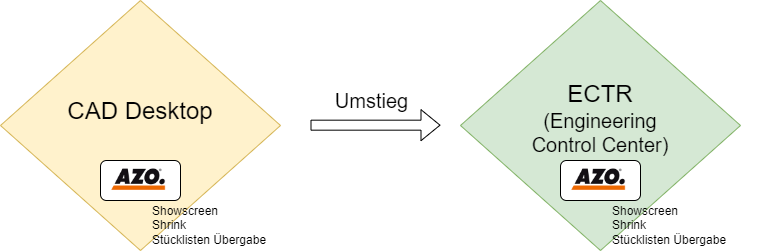 CAD Desktop
AZO.
Showscreen
Shrink
Stücklisten Übergabe
Umstieg
ECTR
(Engineering
Control Center)
AZO.
Showscreen
Shrink
Stücklisten Übergabe